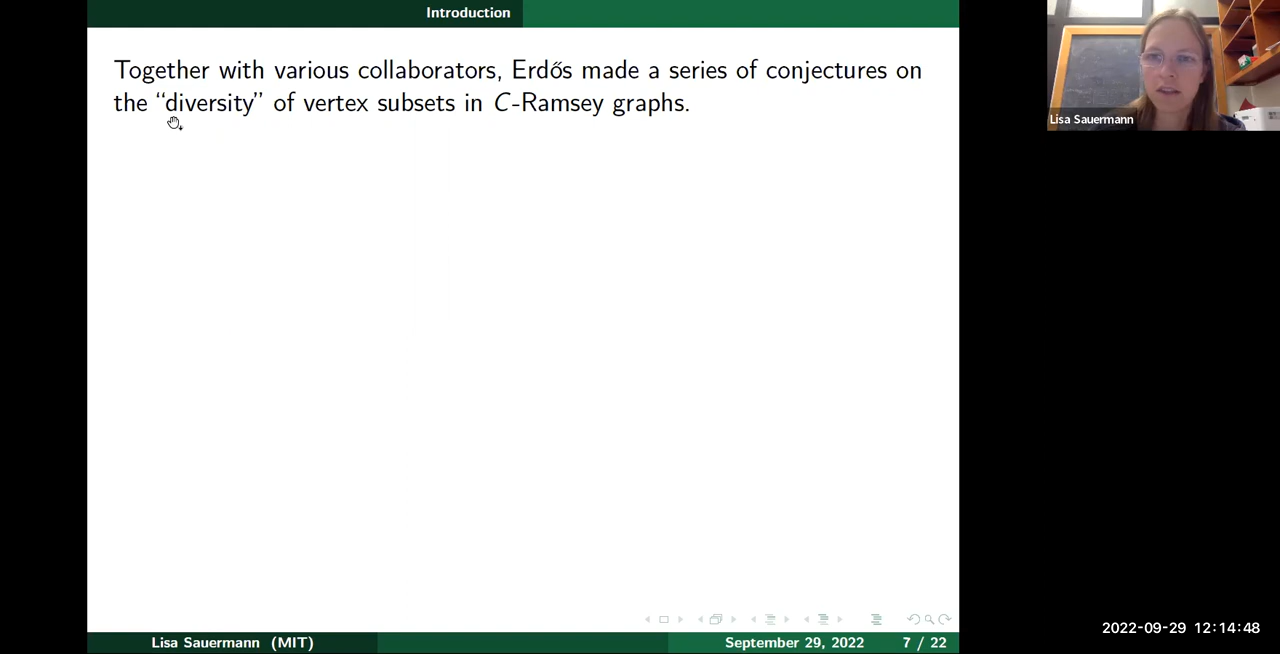 Introduction
Together with various collaborators, Erdős made a series of conjectures on
the “diversity” of vertex subsets in C-Ramsey graphs.
Lisa Sauermann
Lisa Sauermann (MIT)
September 29, 2022
7 / 22
2022-09-29 12:14:48